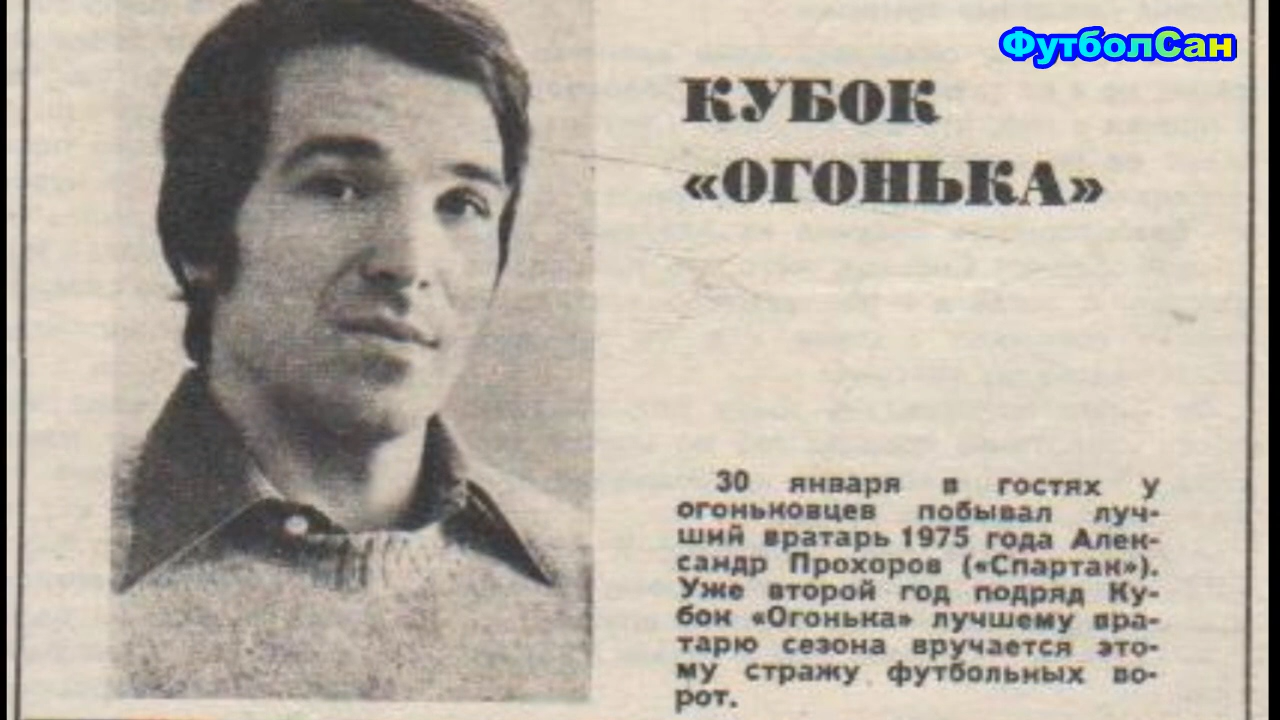 ФутболСан
КУБОК
«ОГОНЬКА»
30 января в гостях у
огоньковцев побывал луч-
ший вратарь 1975 года Алек-
сандр Прохоров («Спартак»).
Уже второй год подряд Ку-
бок «Огонька» лучшему вра-
тарю сезона вручается это-
му стражу футбольных во-
рот.